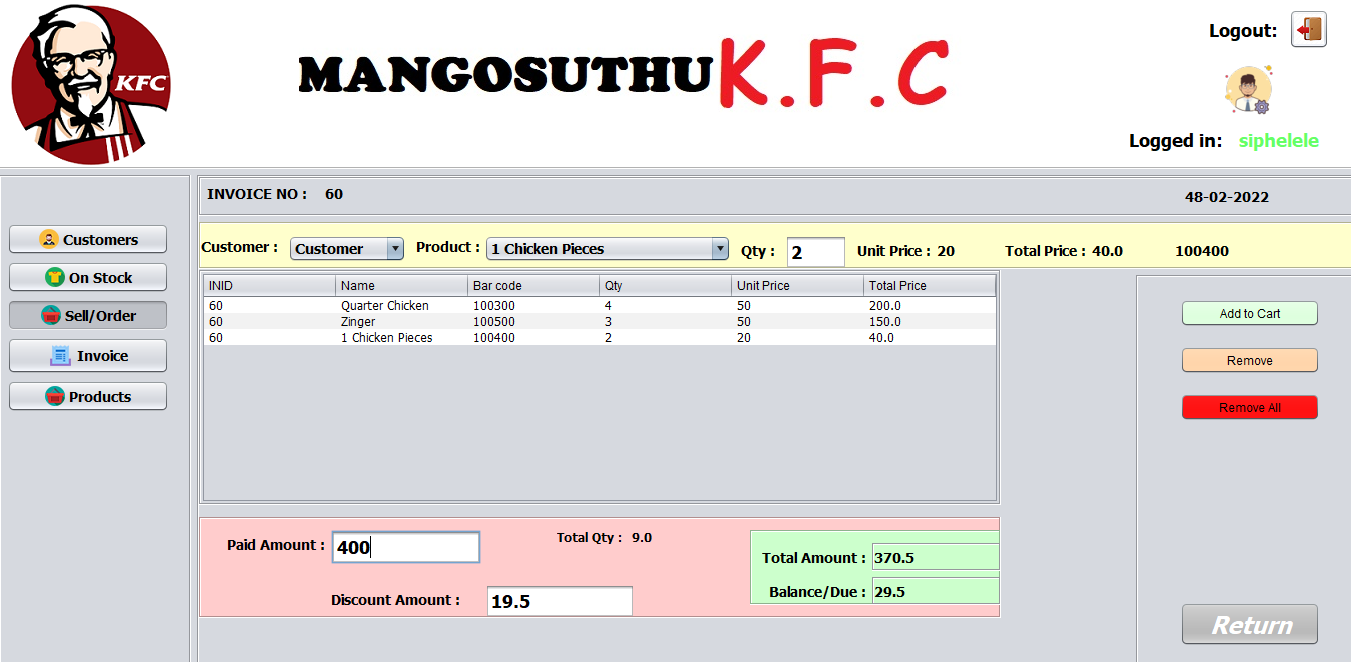 KFC
MANGOSUTHU K.F.C
Logout:
Logged in: siphelele
INVOICE NO : 60 48-02-2022
Customer : Customer Product : 1 Chicken Pieces Qty : 2 Unit Price : 20 Total Price : 40.0 100400
Customers
On Stock
Sell/Order
Invoice
Products
INID Name Bar code Qty Unit Price Total Price
60 Quarter Chicken 100300 4 50 200.0
60 Zinger 100500 3 50 150.0
60 1 Chicken Pieces 100400 2 20 40.0
Add to Cart
Remove
Remove All
Paid Amount : 400 Total Qty : 9.0
Discount Amount : 19.5
Total Amount : 370.5
Balance/Due : 29.5
Return